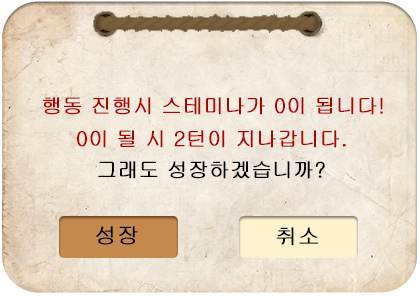 행동 진행시 스테미나가 0이 됩니다!
0이 될 시 2턴이 지나갑니다.
그래도 성장하겠습니까?
성장
취소